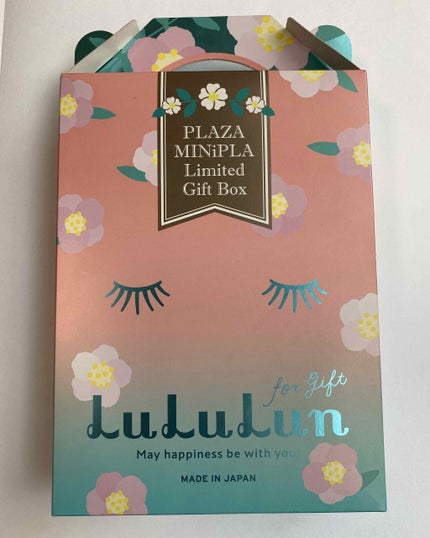 PLAZA
MINiPLA
Limited
Gift Box
for Gift
LuLuLun
May happiness be with you
MADE IN JAPAN